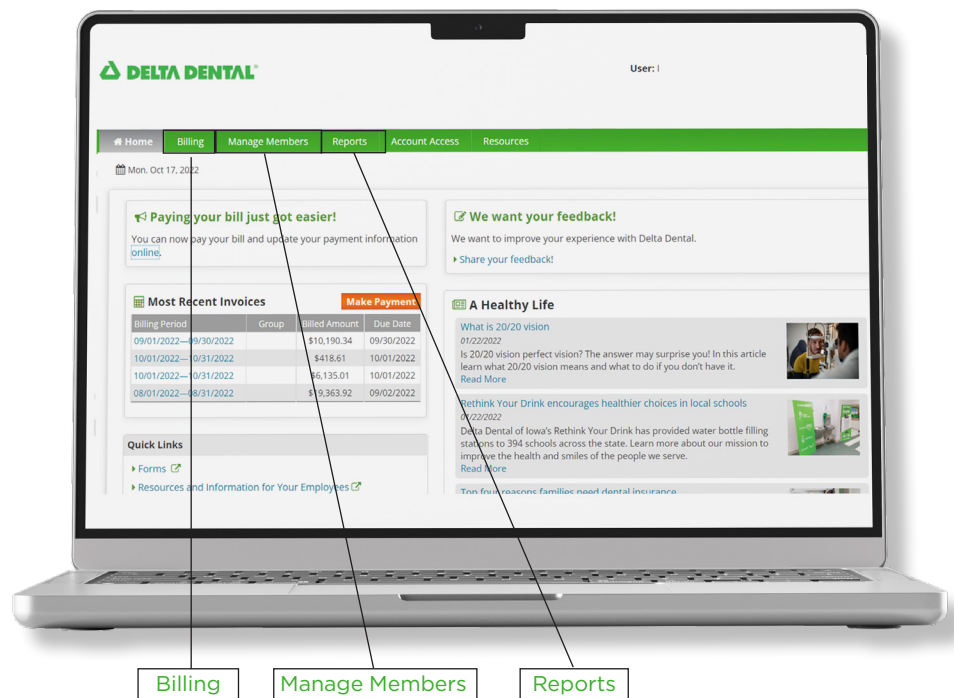 DELTA DENTAL®
User:
Home Billing Manage Members Reports Account Access Resources
Mon. Oct 17, 2022
Paying your bill just got easier!
You can now pay your bill and update your payment information
online.
We want your feedback!
We want to improve your experience with Delta Dental.
Share your feedback!
Most Recent Invoices Make Payment
Billing Period Group Billed Amount Due Date
09/01/2022—09/30/2022 $10,190.34 09/30/2022
10/01/2022—10/31/2022 $418.61 10/01/2022
10/01/2022—10/31/2022 $6,135.01 10/01/2022
08/01/2022—08/31/2022 $19,363.92 09/02/2022
Quick Links
Forms
Resources and Information for Your Employees
A Healthy Life
What is 20/20 vision
01/22/2022
Is 20/20 vision perfect vision? The answer may surprise you! In this article
learn what 20/20 vision means and what to do if you don't have it.
Read More
Rethink Your Drink encourages healthier choices in local schools
01/22/2022
Delta Dental of Iowa's Rethink Your Drink has provided water bottle filling
stations to 394 schools across the state. Learn more about our mission to
improve the health and smiles of the people we serve.
Read More
Top four reasons families need dental insurance
Billing
Manage Members
Reports